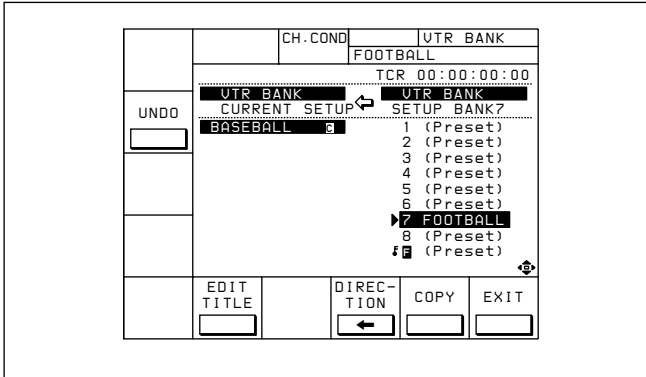 CH.COND VTR BANK
FOOTBALL
TCR 00:00:00:00
VTR BANK VTR BANK
CURRENT SETUP SETUP BANK7
UNDO
BASEBALL C 1 (Preset)
2 (Preset)
3 (Preset)
4 (Preset)
5 (Preset)
6 (Preset)
7 FOOTBALL
8 (Preset)
F (Preset)
EDIT TITLE
DIREC-TION
COPY
EXIT